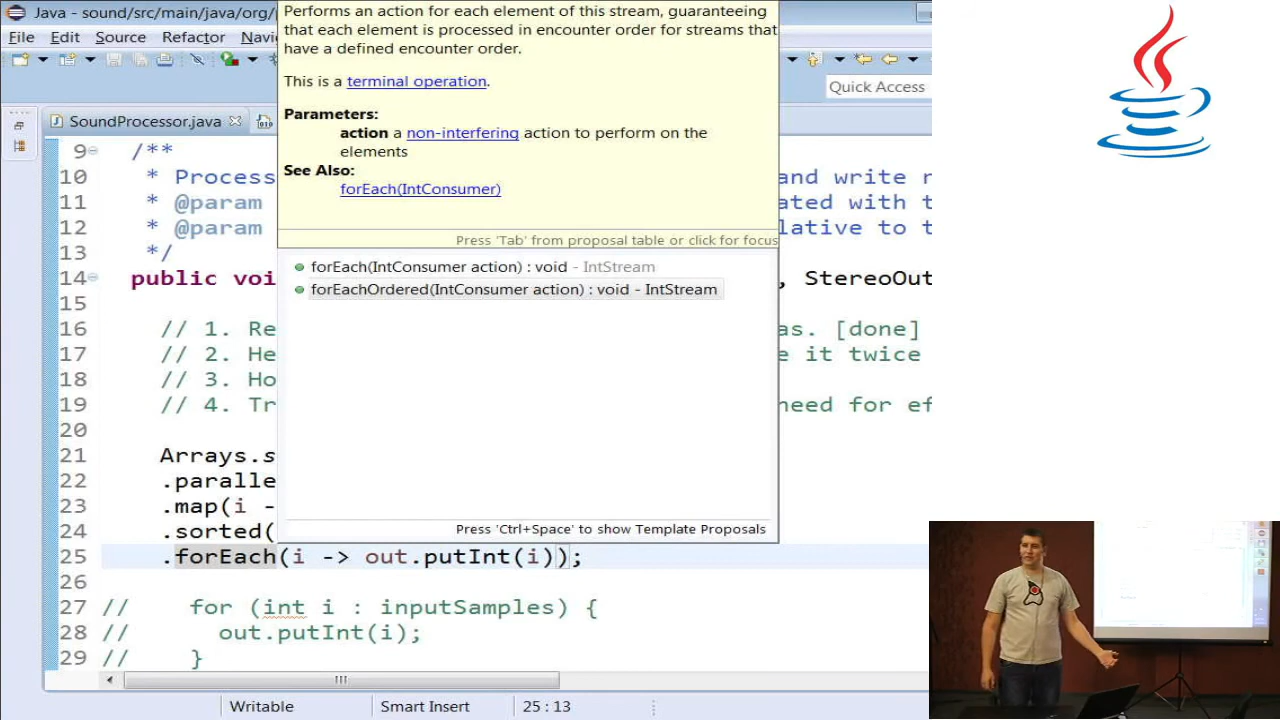 Java - sound/src/main/java/org/
File Edit Source Refactor Navi
Quick Access
SoundProcessor.java
Performs an action for each element of this stream, guaranteeing
that each element is processed in encounter order for streams that
have a defined encounter order.
This is a terminal operation.
Parameters:
action a non-interfering action to perform on the
elements
See Also:
forEach(IntConsumer)
Press 'Tab' from proposal table or click for focus
forEach(IntConsumer action) : void - IntStream
forEachOrdered(IntConsumer action) : void - IntStream
Press 'Ctrl+Space' to show Template Proposals
9 /**
10 * Process and write r
11 * @param ated with t
12 * @param lative to t
13 */
14 public voi , StereoOut
15
16 // 1. Re as. [done]
17 // 2. He e it twice
18 // 3. Ho
19 // 4. Tr need for ef
20
21 Arrays.s
22 .paralle
23 .map(i -
24 .sorted(
25 .forEach(i -> out.putInt(i));
26
27 // for (int i : inputSamples) {
28 // out.putInt(i);
29 // }
Writable Smart Insert 25 : 13